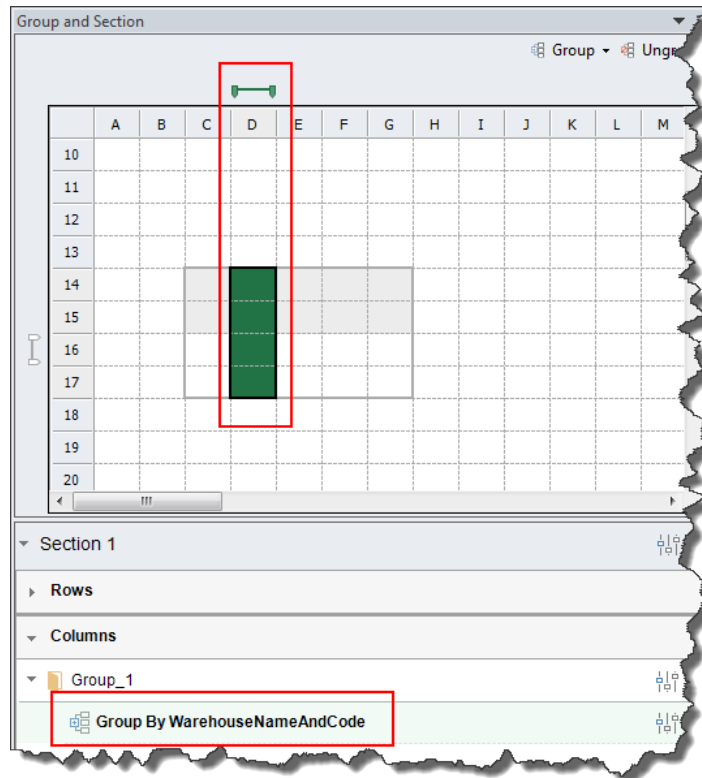 Group and Section
Group
A B C D E F G H I J K L M
10
11
12
13
14
15
16
17
18
19
20
Section 1
Rows
Columns
Group_1
Group By WarehouseNameAndCode